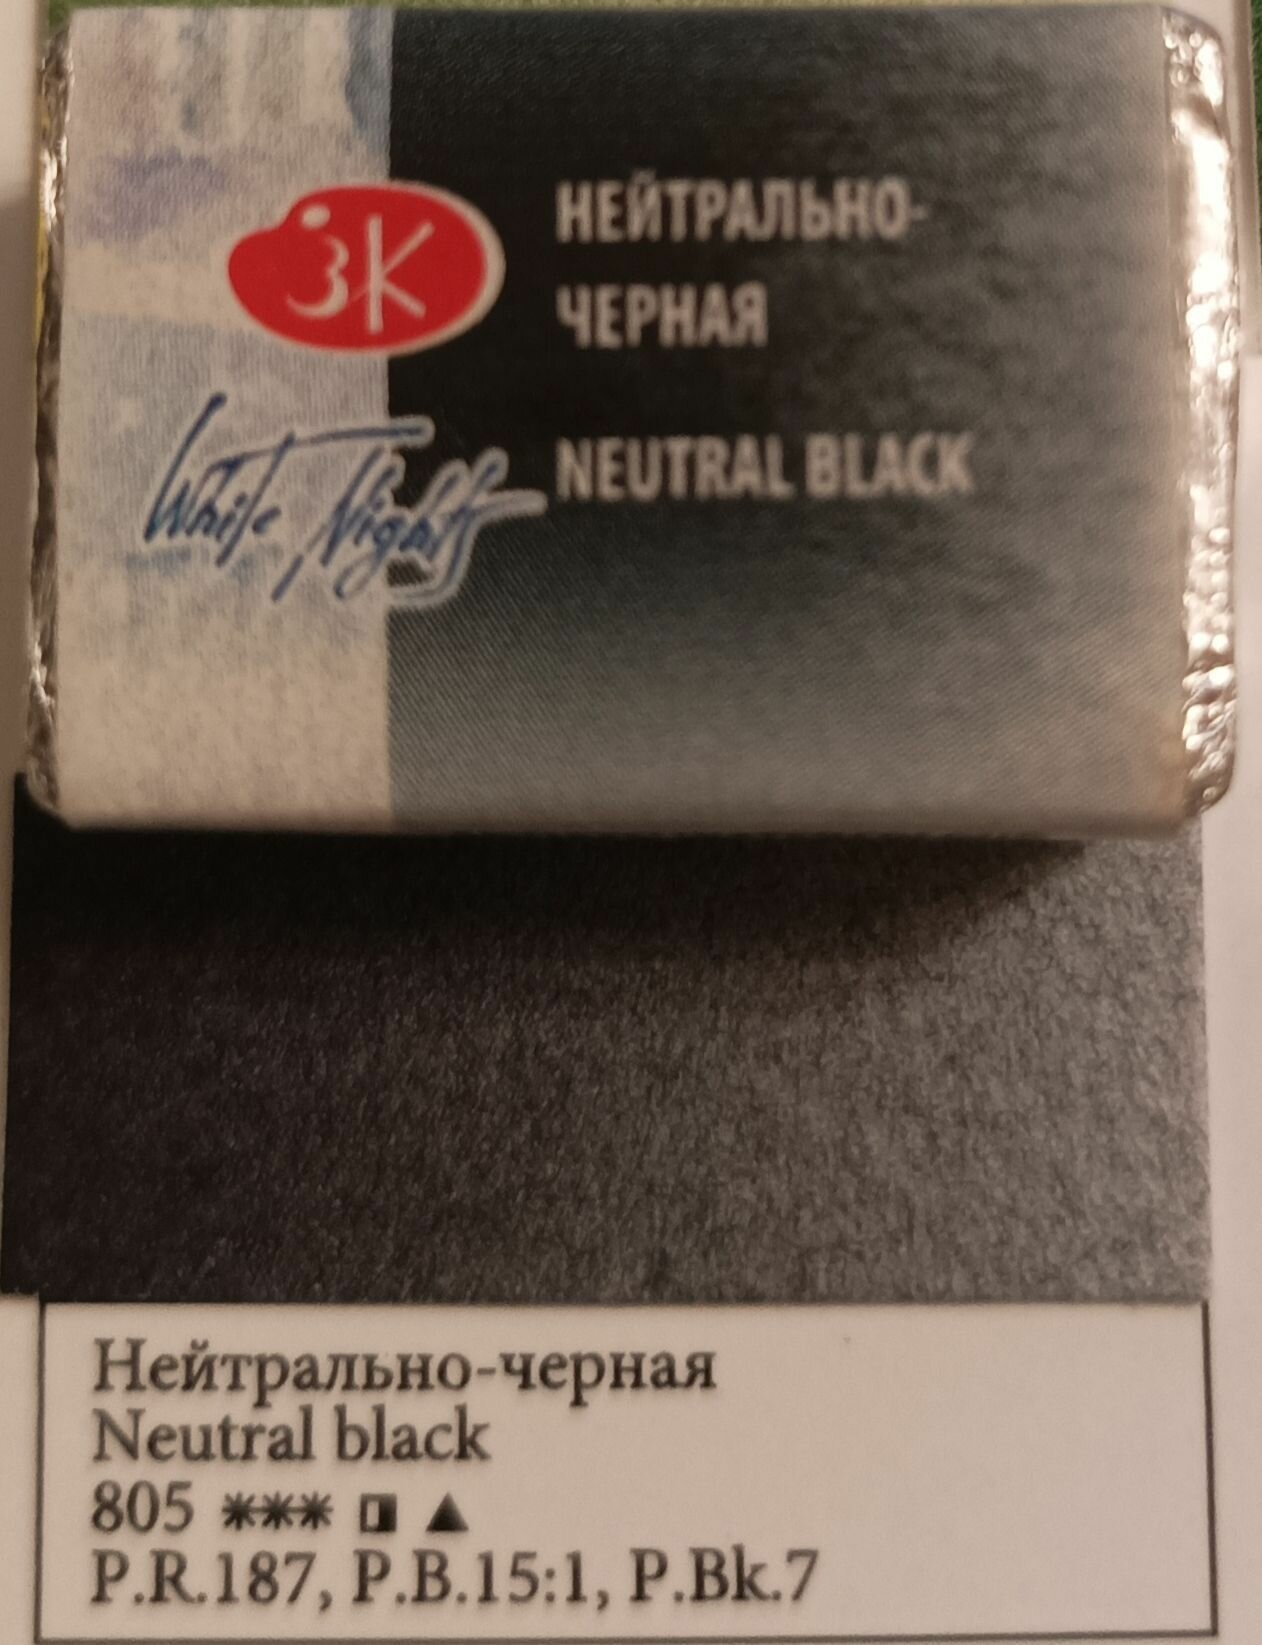 ЗК
НЕЙТРАЛЬНО-
ЧЕРНАЯ
White Nights
NEUTRAL BLACK
Нейтрально-черная
Neutral black
805 ✳✳✳ ◨ ▲
P.R.187, P.B.15:1, P.Bk.7